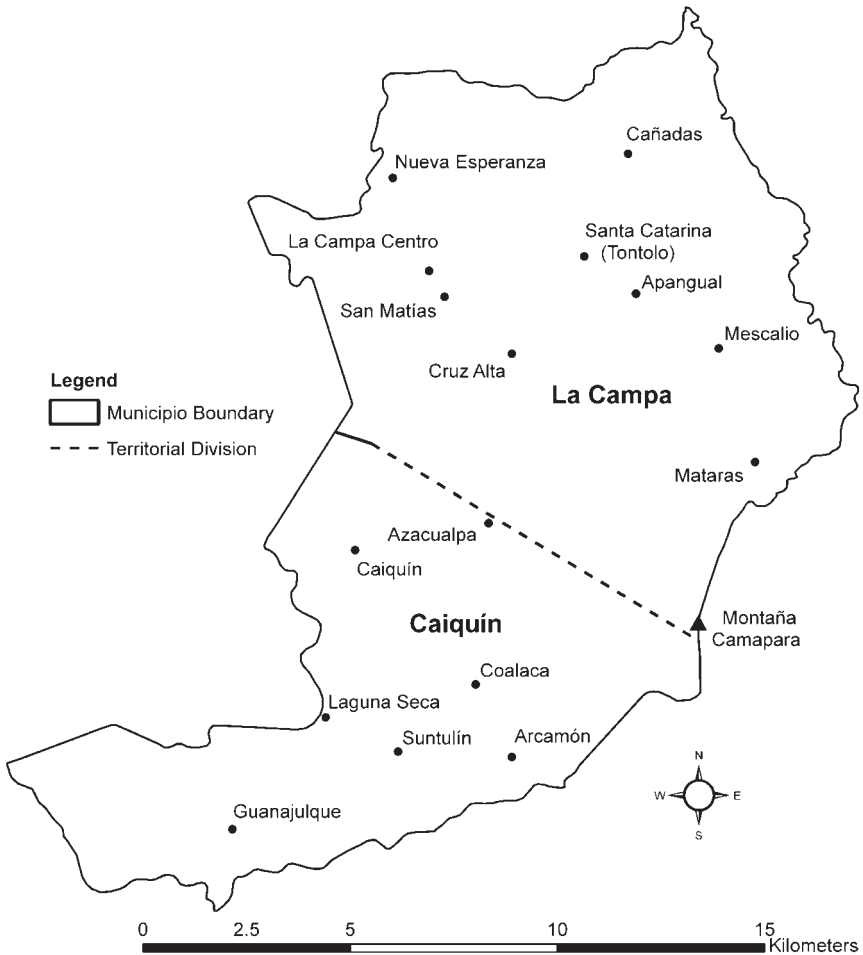 Cañadas
Nueva Esperanza
Santa Catarina
(Tontolo)
La Campa Centro
Apangual
San Matías
Mescalio
Cruz Alta
La Campa
Legend
Municipio Boundary
Territorial Division
Mataras
Azacualpa
Caiquín
Caiquín
Montaña
Camapara
Coalaca
Laguna Seca
Suntulín
Arcamón
N
W
E
S
Guanajulque
0 2.5 5 10 15
Kilometers